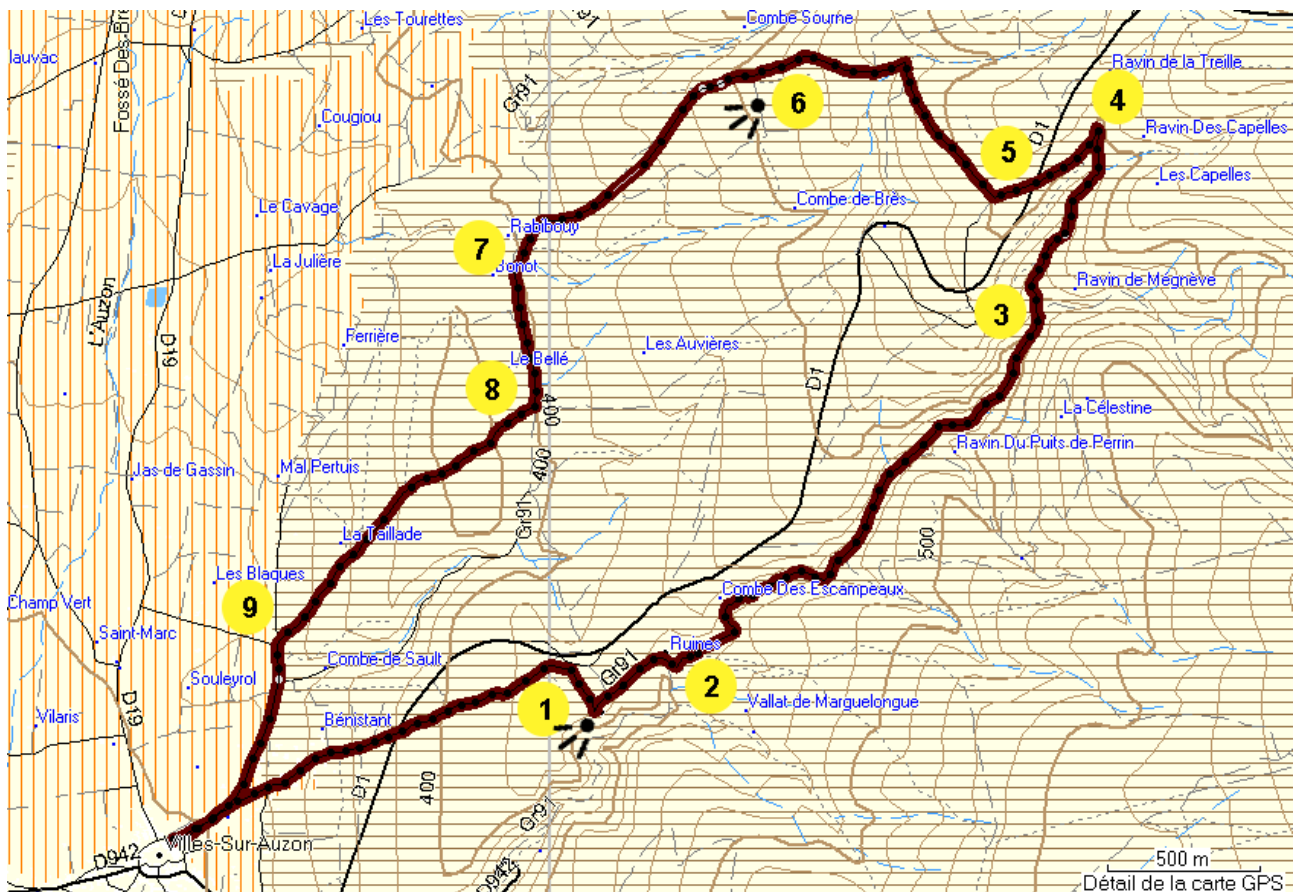 Les Tourettes
Combe Sourne
Gr91
lauvac
Fossé Des Bre
Gr91
Ravin de la Treille
4
6
Cougiou
D1
Ravin Des Capelles
5
Les Capelles
Le Cavage
Combe de Brès
Rabibouy
7
La Julière
Bonot
Ravin de Mégnève
L'Auzon
D19
3
Ferrière
Les Auvières
Le Bellé
8
D1
400
La Célestine
Ravin Du Puits de Perrin
Jas de Gassin
Mal Pertuis
400
Gr91
La Taillade
500
Les Blaques
Combe Des Escampeaux
Champ Vert
9
Saint-Marc
Ruines
Combe de Sault
Gr91
Souleyrol
2
D19
Vilaris
Bénistant
1
Vallat de Marguelongue
D1
400
Gr91
Villes-Sur-Auzon
D942
D942
500 m
Détail de la carte GPS